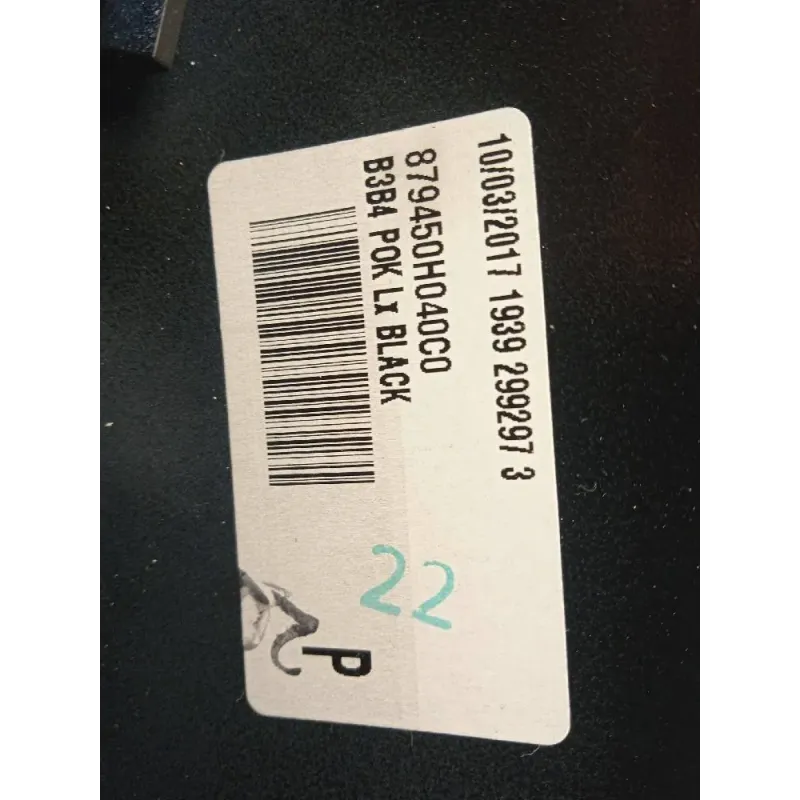 10/03/2017 1939 299297 3
879450H040C0
B3B4 POK Lx BLACK
22
P